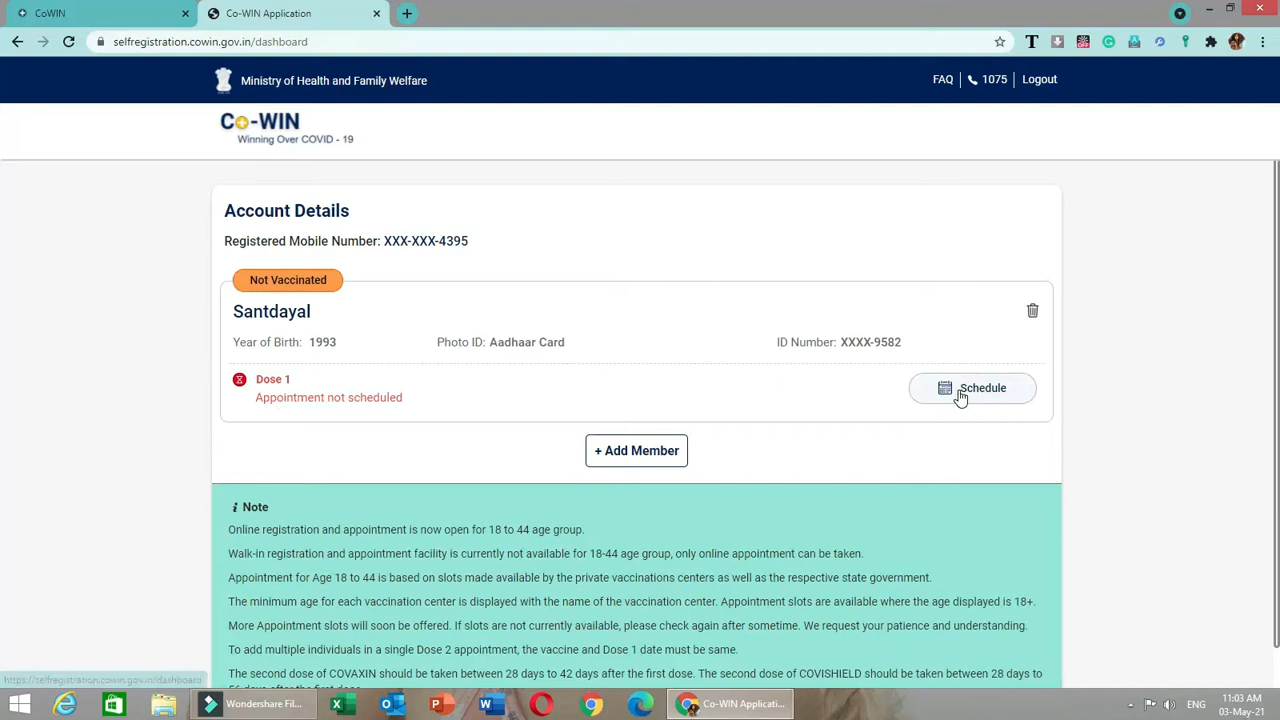 CoWIN
Co-WIN Application
selfregistration.cowin.gov.in/dashboard
Ministry of Health and Family Welfare
FAQ
1075
Logout
Co-WIN
Winning Over COVID - 19
Account Details
Registered Mobile Number: XXX-XXX-4395
Not Vaccinated
Santdayal
Year of Birth: 1993
Photo ID: Aadhaar Card
ID Number: XXXX-9582
Dose 1
Schedule
Appointment not scheduled
+ Add Member
i Note
Online registration and appointment is now open for 18 to 44 age group.
Walk-in registration and appointment facility is currently not available for 18-44 age group, only online appointment can be taken.
Appointment for Age 18 to 44 is based on slots made available by the private vaccinations centers as well as the respective state government.
The minimum age for each vaccination center is displayed with the name of the vaccination center. Appointment slots are available where the age displayed is 18+.
More Appointment slots will soon be offered. If slots are not currently available, please check again after sometime. We request your patience and understanding.
To add multiple individuals in a single Dose 2 appointment, the vaccine and Dose 1 date must be same.
The second dose of COVAXIN should be taken between 28 days to 42 days after the first dose. The second dose of COVISHIELD should be taken between 28 days to
56 days after the first dose.
https://selfregistration.cowin.gov.in/dashboard
Wondershare Fil...
Co-WIN Applicati...
ENG
11:03 AM
03-May-21